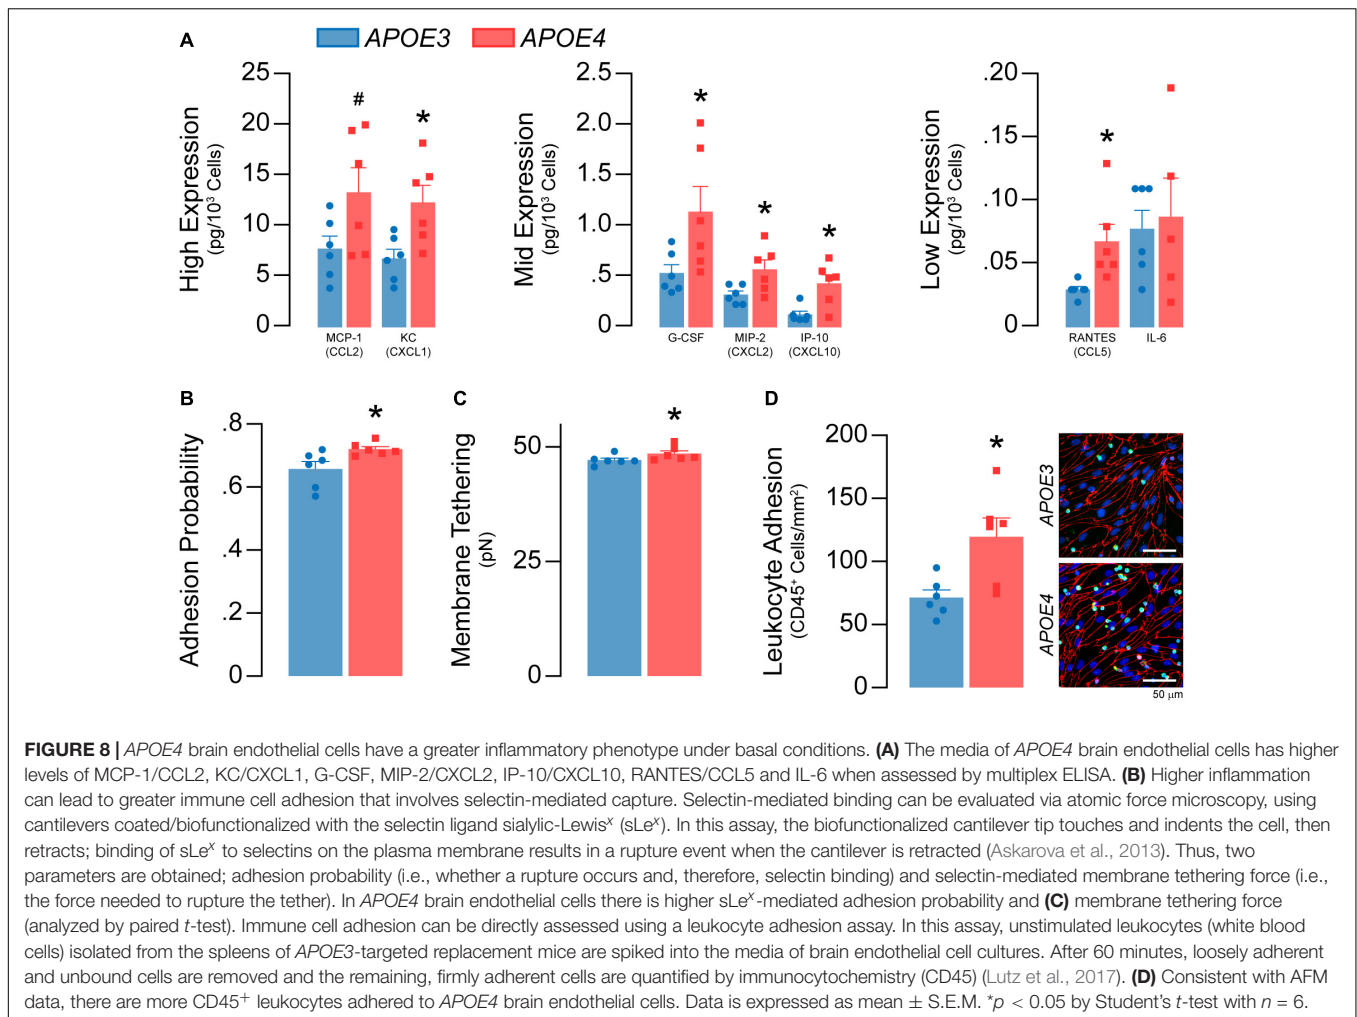 A
APOE3
APOE4
High Expression
(pg/10³ Cells)
25
20
15
10
5
0
#
*
MCP-1
(CCL2)
KC
(CXCL1)
Mid Expression
(pg/10³ Cells)
2.5
2.0
1.5
1.0
.5
0
*
*
*
G-CSF
MIP-2
(CXCL2)
IP-10
(CXCL10)
Low Expression
(pg/10³ Cells)
.20
.15
.10
.05
0
*
RANTES
(CCL5)
IL-6
B
Adhesion Probability
.8
.6
.4
.2
0
*
C
Membrane Tethering
(pN)
50
25
0
*
D
Leukocyte Adhesion
(CD45⁺ Cells/mm²)
200
150
100
50
0
*
APOE3
APOE4
50 µm
FIGURE 8 | APOE4 brain endothelial cells have a greater inflammatory phenotype under basal conditions. (A) The media of APOE4 brain endothelial cells has higher
levels of MCP-1/CCL2, KC/CXCL1, G-CSF, MIP-2/CXCL2, IP-10/CXCL10, RANTES/CCL5 and IL-6 when assessed by multiplex ELISA. (B) Higher inflammation
can lead to greater immune cell adhesion that involves selectin-mediated capture. Selectin-mediated binding can be evaluated via atomic force microscopy, using
cantilevers coated/biofunctionalized with the selectin ligand sialylic-Lewisˣ (sLeˣ). In this assay, the biofunctionalized cantilever tip touches and indents the cell, then
retracts; binding of sLeˣ to selectins on the plasma membrane results in a rupture event when the cantilever is retracted (Askarova et al., 2013). Thus, two
parameters are obtained; adhesion probability (i.e., whether a rupture occurs and, therefore, selectin binding) and selectin-mediated membrane tethering force (i.e.,
the force needed to rupture the tether). In APOE4 brain endothelial cells there is higher sLeˣ-mediated adhesion probability and (C) membrane tethering force
(analyzed by paired t-test). Immune cell adhesion can be directly assessed using a leukocyte adhesion assay. In this assay, unstimulated leukocytes (white blood
cells) isolated from the spleens of APOE3-targeted replacement mice are spiked into the media of brain endothelial cell cultures. After 60 minutes, loosely adherent
and unbound cells are removed and the remaining, firmly adherent cells are quantified by immunocytochemistry (CD45) (Lutz et al., 2017). (D) Consistent with AFM
data, there are more CD45⁺ leukocytes adhered to APOE4 brain endothelial cells. Data is expressed as mean ± S.E.M. *p < 0.05 by Student's t-test with n = 6.